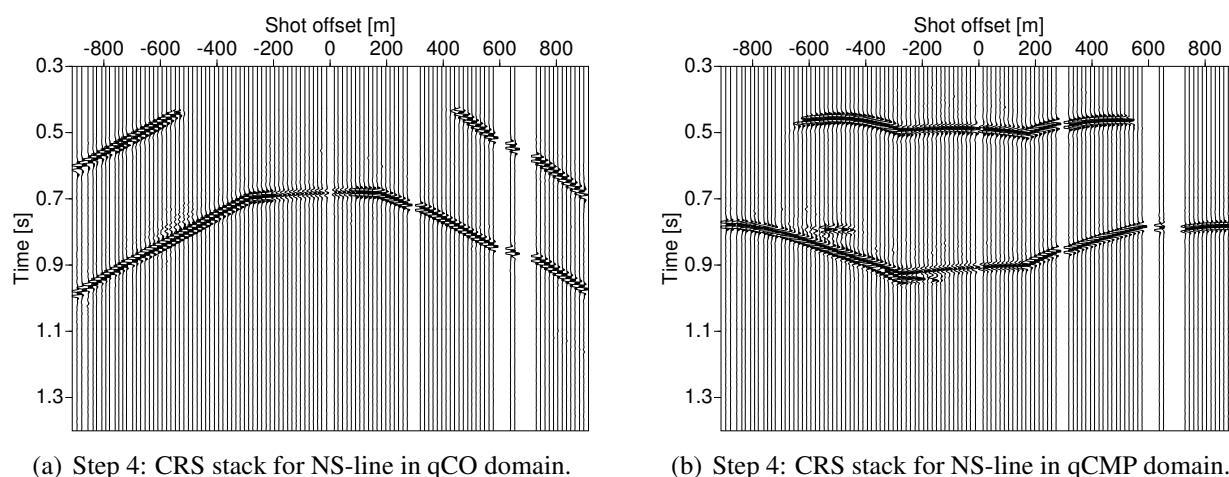 Shot offset [m]
-800 -600 -400 -200 0 200 400 600 800
0.3
0.5
0.7
0.9
1.1
1.3
Time [s]
(a) Step 4: CRS stack for NS-line in qCO domain.
Shot offset [m]
-800 -600 -400 -200 0 200 400 600 800
0.3
0.5
0.7
0.9
1.1
1.3
Time [s]
(b) Step 4: CRS stack for NS-line in qCMP domain.